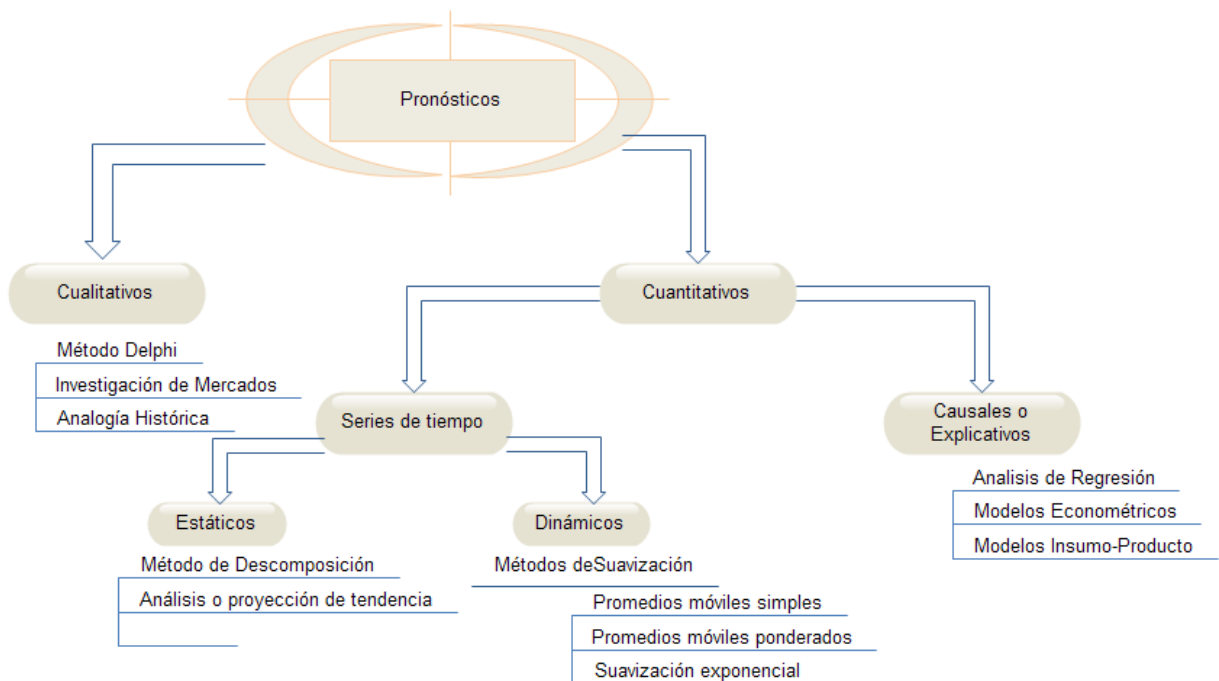 Pronósticos
Cualitativos
Método Delphi
Investigación de Mercados
Analogía Histórica
Cuantitativos
Series de tiempo
Estáticos
Método de Descomposición
Análisis o proyección de tendencia
Dinámicos
Métodos deSuavización
Promedios móviles simples
Promedios móviles ponderados
Suavización exponencial
Causales o
Explicativos
Analisis de Regresión
Modelos Econométricos
Modelos Insumo-Producto